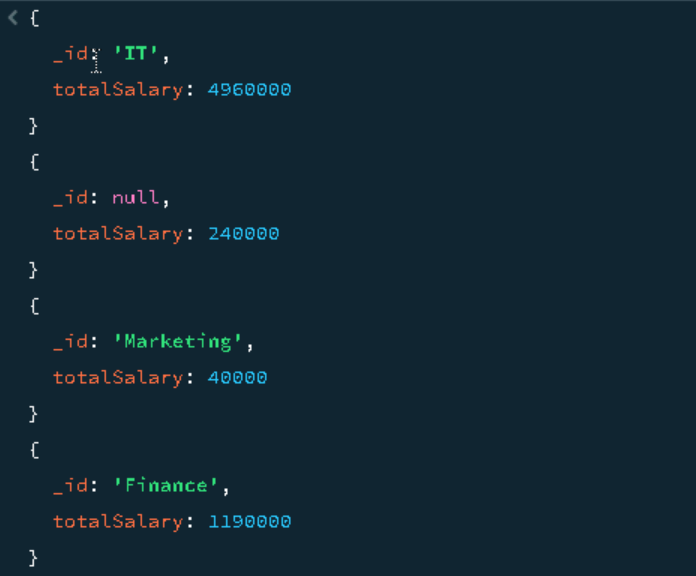 {
_id: 'IT',
totalSalary: 4960000
}
{
_id: null,
totalSalary: 240000
}
{
_id: 'Marketing',
totalSalary: 40000
}
{
_id: 'Finance',
totalSalary: 1190000
}